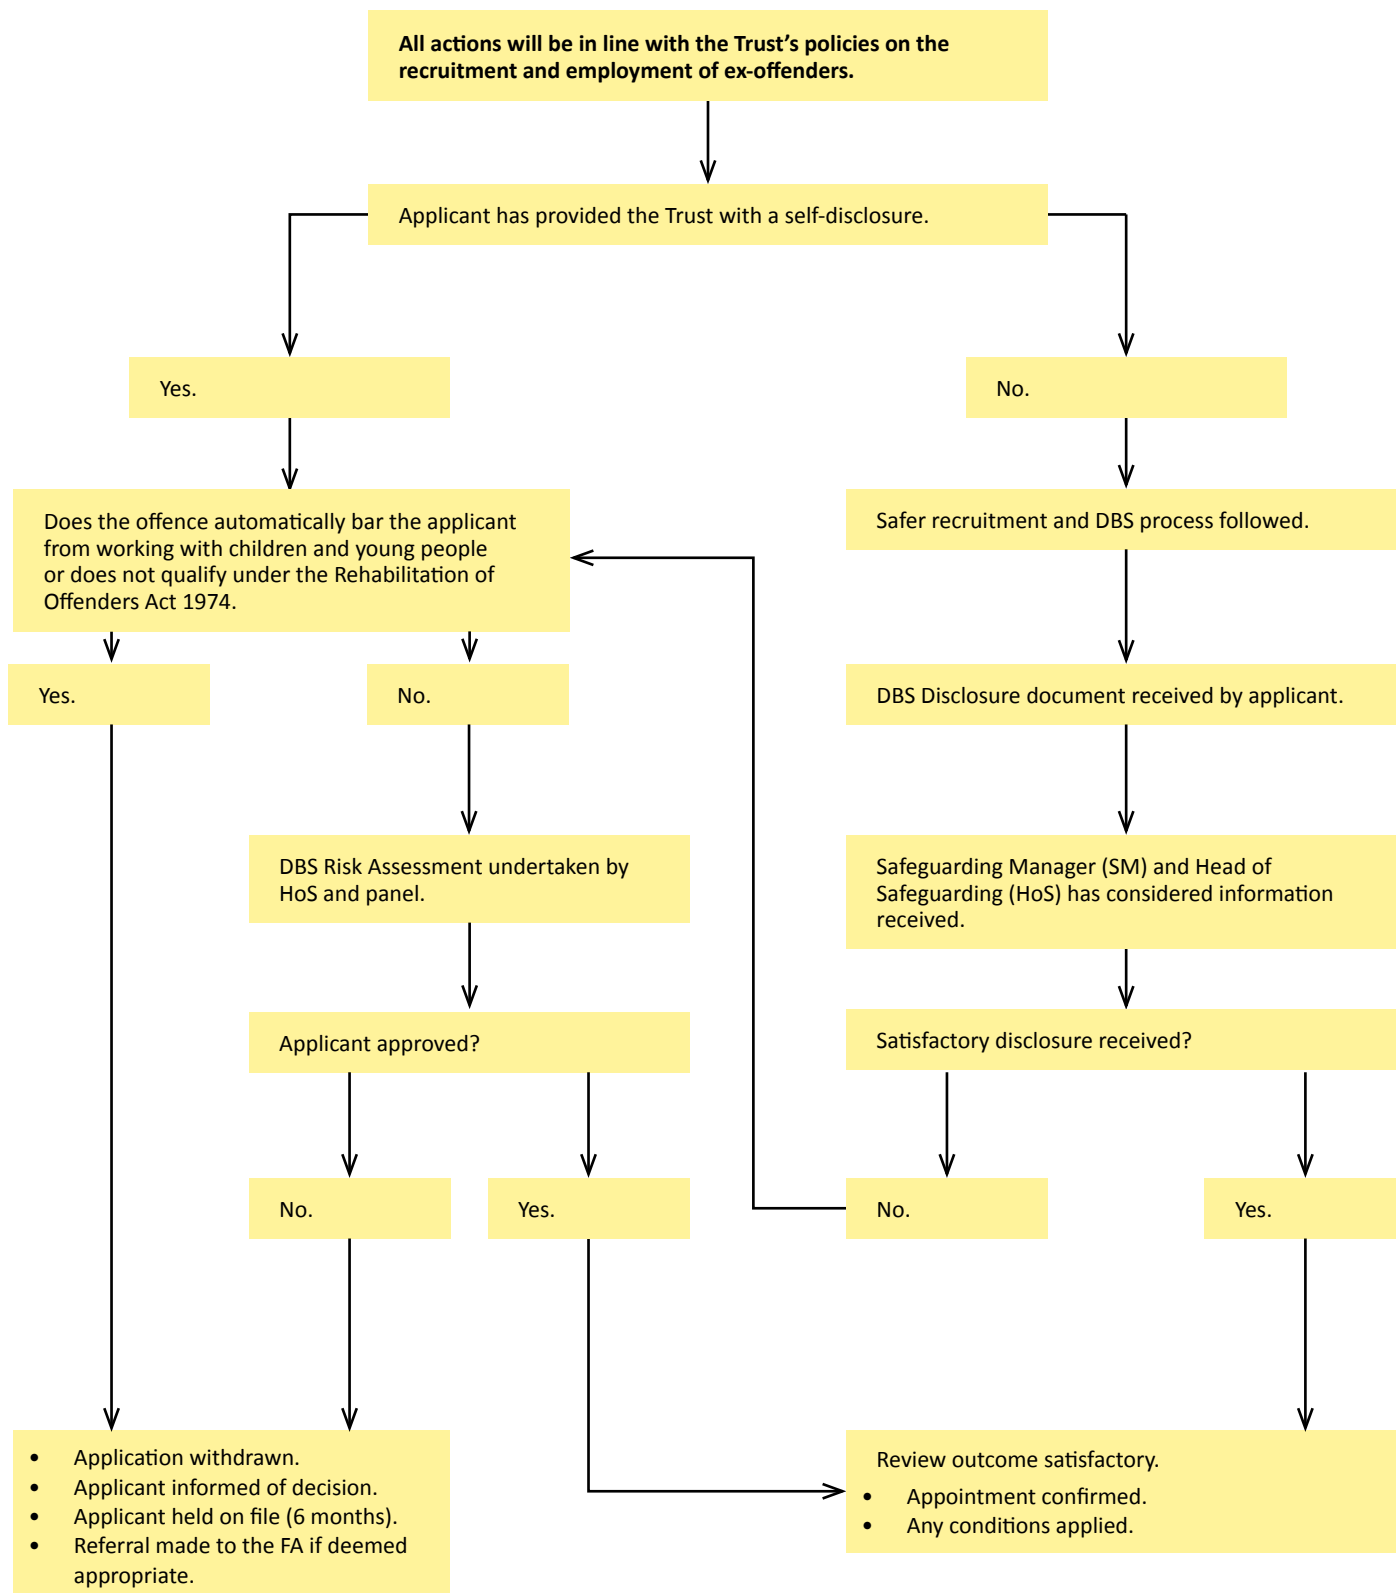 All actions will be in line with the Trust's policies on the
recruitment and employment of ex-offenders.
Applicant has provided the Trust with a self-disclosure.
Yes.
No.
Does the offence automatically bar the applicant
from working with children and young people
or does not qualify under the Rehabilitation of
Offenders Act 1974.
Safer recruitment and DBS process followed.
Yes.
No.
DBS Disclosure document received by applicant.
DBS Risk Assessment undertaken by
HoS and panel.
Safeguarding Manager (SM) and Head of
Safeguarding (HoS) has considered information
received.
Applicant approved?
Satisfactory disclosure received?
No.
Yes.
No.
Yes.
• Application withdrawn.
• Applicant informed of decision.
• Applicant held on file (6 months).
• Referral made to the FA if deemed
appropriate.
Review outcome satisfactory.
• Appointment confirmed.
• Any conditions applied.